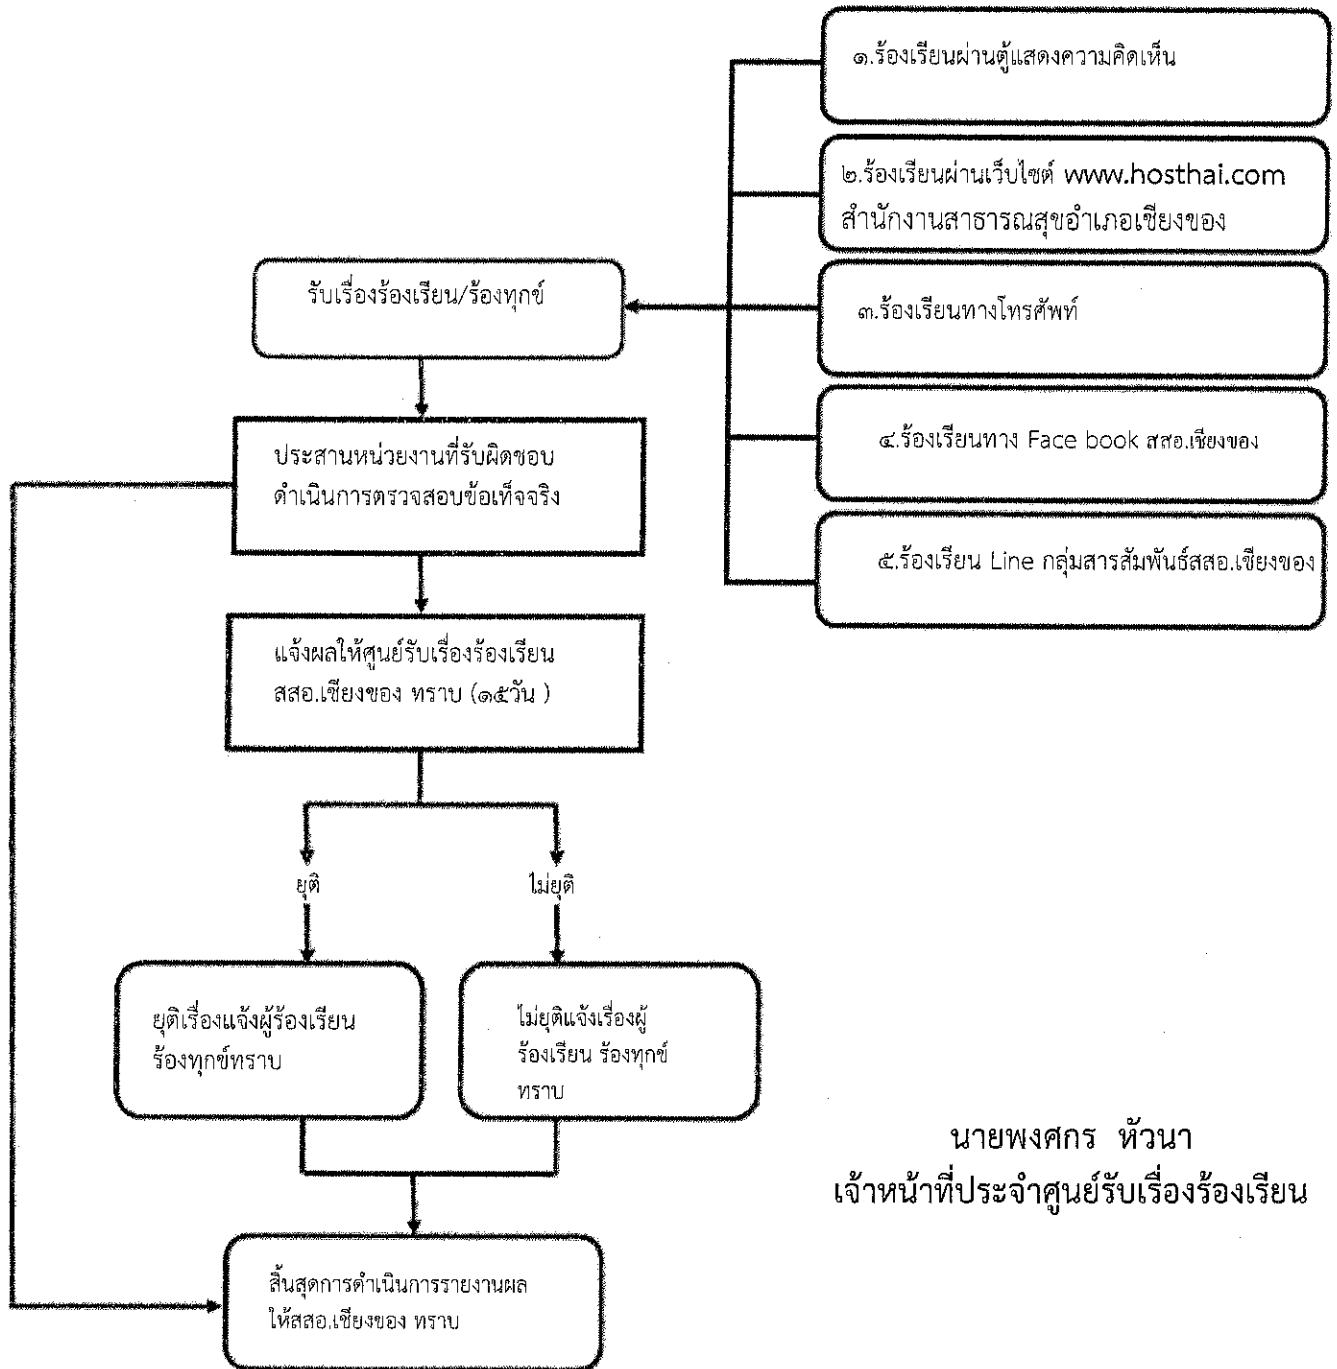 ๑.ร้องเรียนผ่านตู้แสดงความคิดเห็น
๒.ร้องเรียนผ่านเว็บไซต์ www.hosthai.com
สำนักงานสาธารณสุขอำเภอเชียงของ
รับเรื่องร้องเรียน/ร้องทุกข์
๓.ร้องเรียนทางโทรศัพท์
๔.ร้องเรียนทาง Face book สสอ.เชียงของ
๕.ร้องเรียน Line กลุ่มสารสัมพันธ์สสอ.เชียงของ
ประสานหน่วยงานที่รับผิดชอบ
ดำเนินการตรวจสอบข้อเท็จจริง
แจ้งผลให้ศูนย์รับเรื่องร้องเรียน
สสอ.เชียงของ ทราบ (๑๕วัน )
ยุติ
ไม่ยุติ
ยุติเรื่องแจ้งผู้ร้องเรียน
ร้องทุกข์ทราบ
ไม่ยุติแจ้งเรื่องผู้
ร้องเรียน ร้องทุกข์
ทราบ
สิ้นสุดการดำเนินการรายงานผล
ให้สสอ.เชียงของ ทราบ
นายพงศกร หัวนา
เจ้าหน้าที่ประจำศูนย์รับเรื่องร้องเรียน